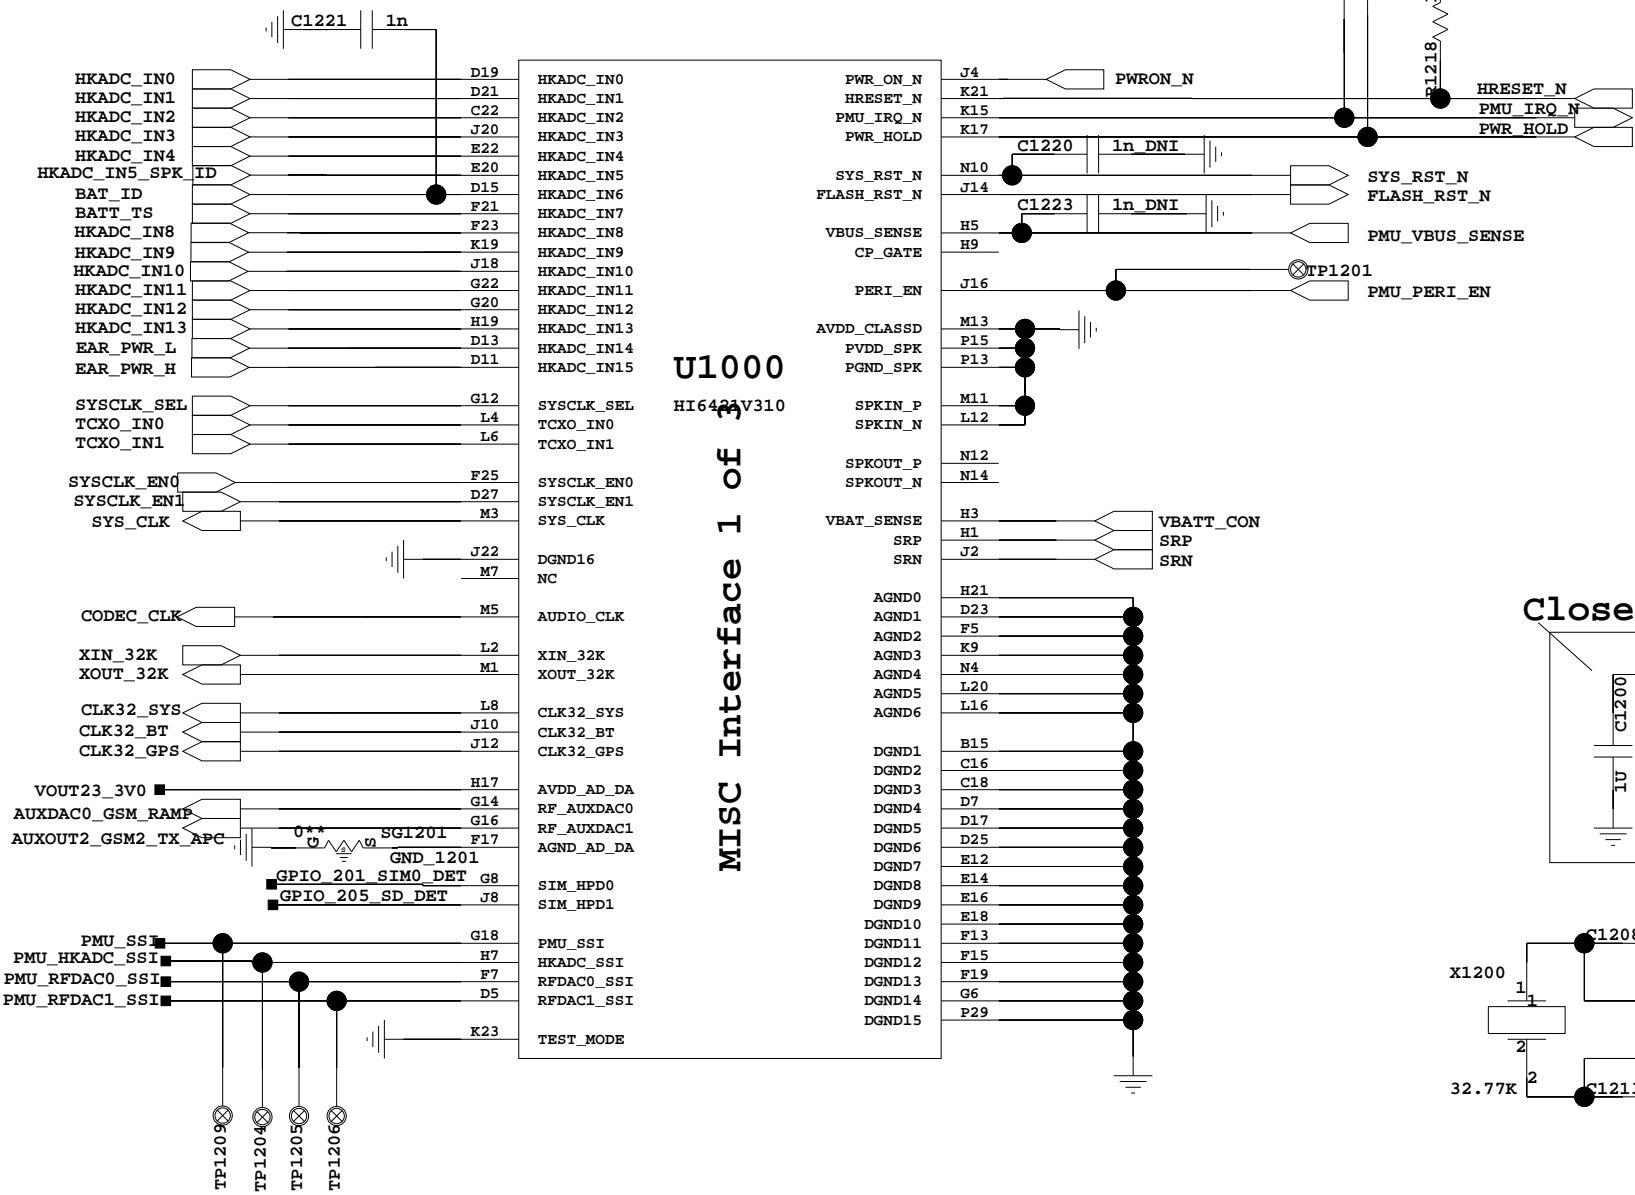 C1221 1n
HKADC_IN0 D19 HKADC_IN0 PWR_ON_N J4 PWRON_N
HKADC_IN1 D21 HKADC_IN1 HRESET_N K21 HRESET_N
HKADC_IN2 C22 HKADC_IN2 PMU_IRQ_N K15 PMU_IRQ_N
HKADC_IN3 J20 HKADC_IN3 PWR_HOLD K17 PWR_HOLD
R1218
HKADC_IN4 E22 HKADC_IN4 C1220 1n_DNI
HKADC_IN5_SPK_ID E20 HKADC_IN5 SYS_RST_N N10 SYS_RST_N
BAT_ID D15 HKADC_IN6 FLASH_RST_N J14 FLASH_RST_N
BATT_TS F21 HKADC_IN7 C1223 1n_DNI
HKADC_IN8 F23 HKADC_IN8 VBUS_SENSE H5 PMU_VBUS_SENSE
HKADC_IN9 K19 HKADC_IN9 CP_GATE H9
HKADC_IN10 J18 HKADC_IN10 TP1201
HKADC_IN11 G22 HKADC_IN11 PERI_EN J16 PMU_PERI_EN
HKADC_IN12 G20 HKADC_IN12
HKADC_IN13 H19 HKADC_IN13 AVDD_CLASSD M13
EAR_PWR_L D13 HKADC_IN14 PVDD_SPK P15
EAR_PWR_H D11 HKADC_IN15 PGND_SPK P13
U1000
SYSCLK_SEL G12 SYSCLK_SEL HI6421V310 SPKIN_P M11
TCXO_IN0 L4 TCXO_IN0 SPKIN_N L12
TCXO_IN1 L6 TCXO_IN1
MISC Interface 1 of 3
SPKOUT_P N12
SYSCLK_EN0 F25 SYSCLK_EN0 SPKOUT_N N14
SYSCLK_EN1 D27 SYSCLK_EN1
SYS_CLK M3 SYS_CLK VBAT_SENSE H3 VBATT_CON
SRP H1 SRP
J22 DGND16 SRN J2 SRN
M7 NC
AGND0 H21
CODEC_CLK M5 AUDIO_CLK AGND1 D23
AGND2 F5
XIN_32K L2 XIN_32K AGND3 K9
XOUT_32K M1 XOUT_32K AGND4 N4
AGND5 L20
CLK32_SYS L8 CLK32_SYS AGND6 L16
CLK32_BT J10 CLK32_BT
CLK32_GPS J12 CLK32_GPS DGND1 B15
DGND2 C16
VOUT23_3V0 H17 AVDD_AD_DA DGND3 C18
AUXDAC0_GSM_RAMP G14 RF_AUXDAC0 DGND4 D7
AUXOUT2_GSM2_TX_APC G16 RF_AUXDAC1 DGND5 D17
0** G S SG1201 F17 AGND_AD_DA DGND6 D25
S
GND_1201 DGND7 E12
GPIO_201_SIM0_DET G8 SIM_HPD0 DGND8 E14
GPIO_205_SD_DET J8 SIM_HPD1 DGND9 E16
DGND10 E18
PMU_SSI G18 PMU_SSI DGND11 F13
PMU_HKADC_SSI H7 HKADC_SSI DGND12 F15
PMU_RFDAC0_SSI F7 RFDAC0_SSI DGND13 F19
PMU_RFDAC1_SSI D5 RFDAC1_SSI DGND14 G6
DGND15 P29
K23 TEST_MODE
TP1209
TP1204
TP1205
TP1206
Close
C1200
1U
C1208
X1200
1
1
2
2
32.77K
C1213